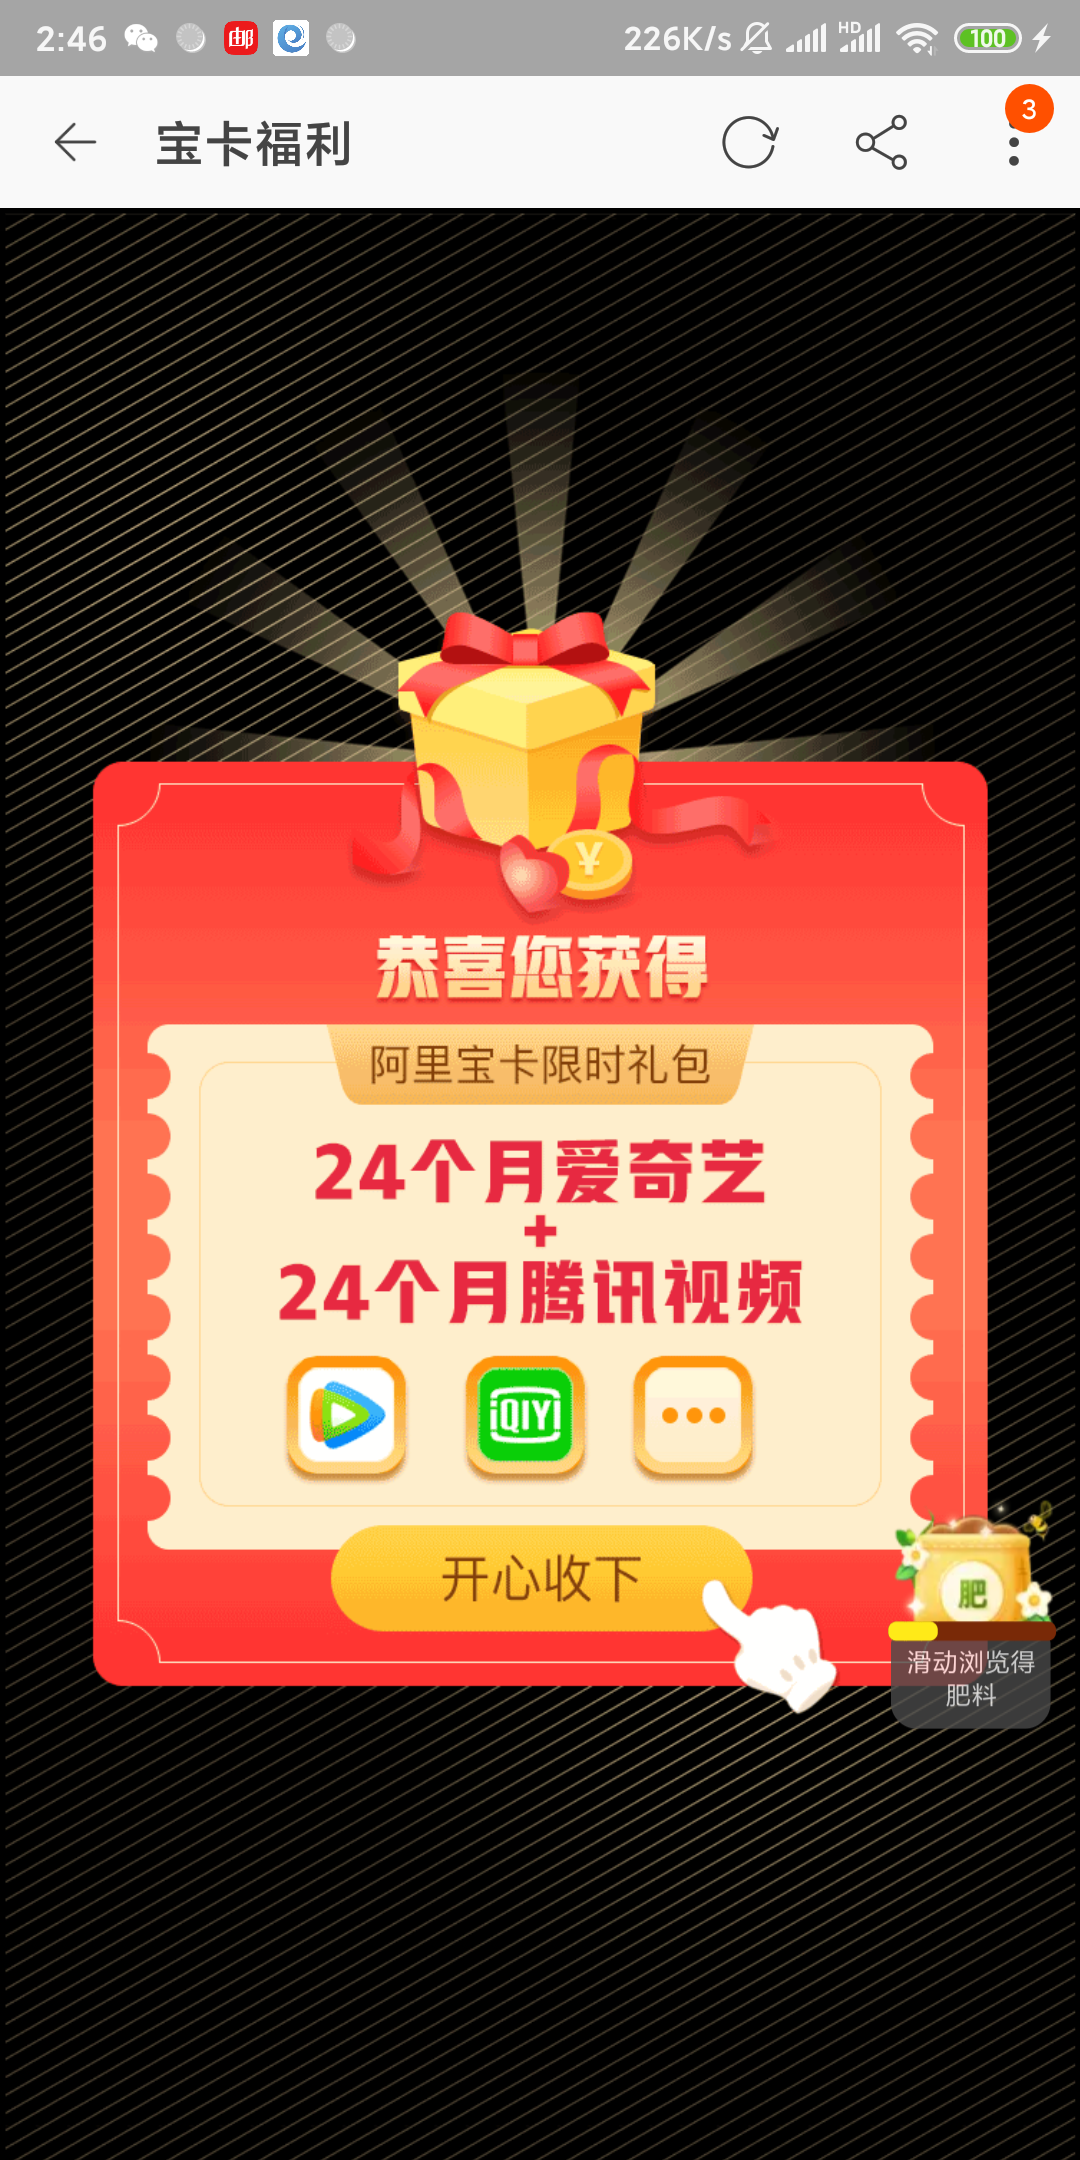 2:46
邮
226K/s
HD
100
宝卡福利
3
¥
恭喜您获得
阿里宝卡限时礼包
24个月爱奇艺
+
24个月腾讯视频
iQIYI
开心收下
肥
滑动浏览得
肥料